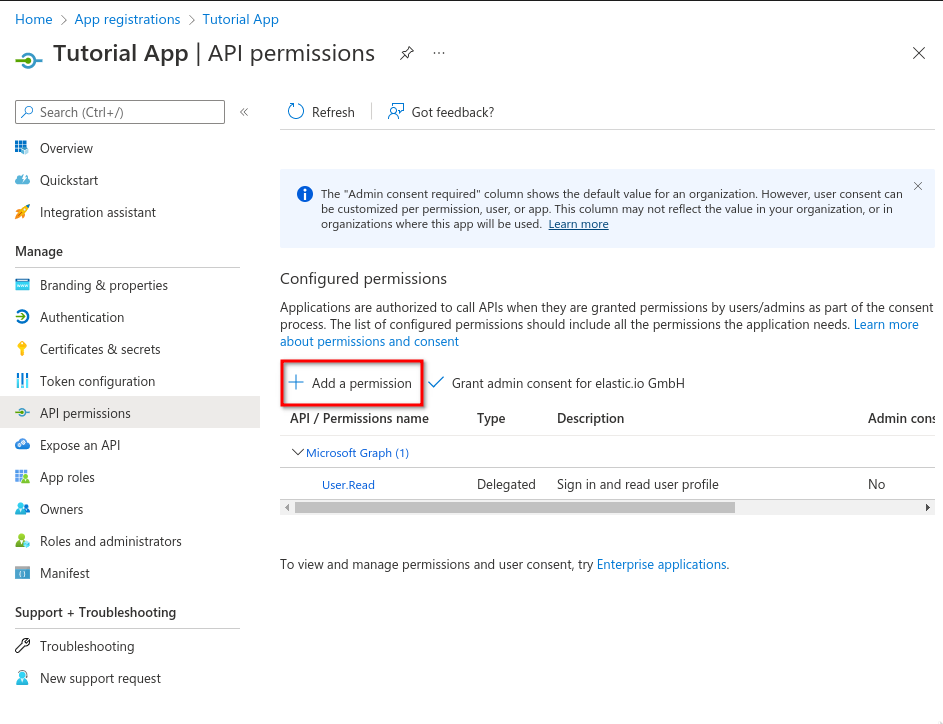 Home > App registrations > Tutorial App
Tutorial App | API permissions
Search (Ctrl+/)
Overview
Quickstart
Integration assistant
Manage
Branding & properties
Authentication
Certificates & secrets
Token configuration
API permissions
Expose an API
App roles
Owners
Roles and administrators
Manifest
Support + Troubleshooting
Troubleshooting
New support request
Refresh
Got feedback?
The "Admin consent required" column shows the default value for an organization. However, user consent can
be customized per permission, user, or app. This column may not reflect the value in your organization, or in
organizations where this app will be used. Learn more
Configured permissions
Applications are authorized to call APIs when they are granted permissions by users/admins as part of the consent
process. The list of configured permissions should include all the permissions the application needs. Learn more
about permissions and consent
Add a permission
Grant admin consent for elastic.io GmbH
API / Permissions name Type Description Admin cons
Microsoft Graph (1)
User.Read Delegated Sign in and read user profile No
To view and manage permissions and user consent, try Enterprise applications.